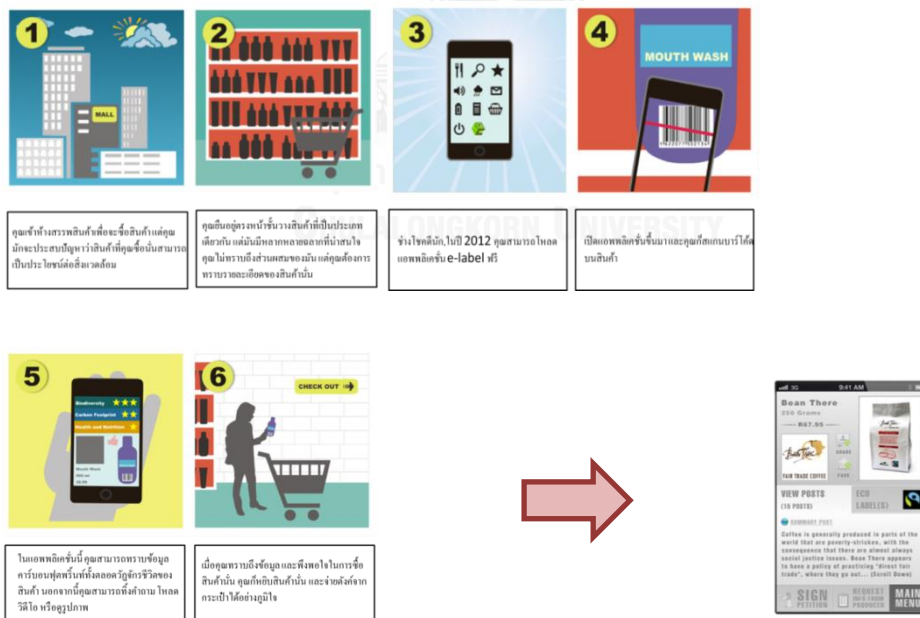 1
MALL
2
3
4
MOUTH WASH
CHULALONGKORN UNIVERSITY
คุณเข้าห้างสรรพสินค้าเพื่อจะซื้อสินค้าแต่คุณ
มักจะประสบปัญหาว่าสินค้าที่คุณซื้อนั่นสามารถ
เป็นประโยชน์ต่อสิ่งแวดล้อม
คุณยืนอยู่ตรงหน้าชั้นวางสินค้าที่เป็นประเภท
เดียวกัน แต่มันมีหลากหลายฉลากที่น่าสนใจ
คุณไม่ทราบถึงส่วนผสมของมัน แต่คุณต้องการ
ทราบรายละเอียดของสินค้านั่น
ช่างโชคดีนัก,ในปี 2012 คุณสามารถโหลด
แอพพลิเคชั่น e-label ฟรี
เปิดแอพพลิเคชั่นขึ้นมาและคุณก็สแกนบาร์โค้ด
บนสินค้า
5
Biodiversity
Carbon Footprint
Health and Nutrition
Mouth Wash
6
CHECK OUT
ในแอพพลิเคชั่นนี้ คุณสามารถทราบข้อมูล
คาร์บอนฟุตพริ้นท์ทั้งตลอดวัฎจักรชีวิตของ
สินค้า นอกจากนี้คุณสามารถทิ้งคำถาม โหลด
วิดีโอ หรือดูรูปภาพ
เมื่อคุณทราบถึงข้อมูล และพึงพอใจในการซื้อ
สินค้านั่น คุณก็หยิบสินค้านั่น และจ่ายตังค์จาก
กระเป๋าได้อย่างภูมิใจ
3G 9:41 AM
Bean There
250 Grams
R67.95
SHARE
FAIR TRADE COFFEE
FAVE
VIEW POSTS
(15 POSTS)
ECO
LABEL(S)
SUMMARY POST
Coffee is generally produced in parts of the
world that are poverty-stricken, with the
consequence that there are almost always
social justice issues. Bean There appears
to have a policy of practising "direct fair
trade", where they go out... (Scroll Down)
SIGN
PETITION
REQUEST
INFO FROM
PRODUCER
MAIN
MENU